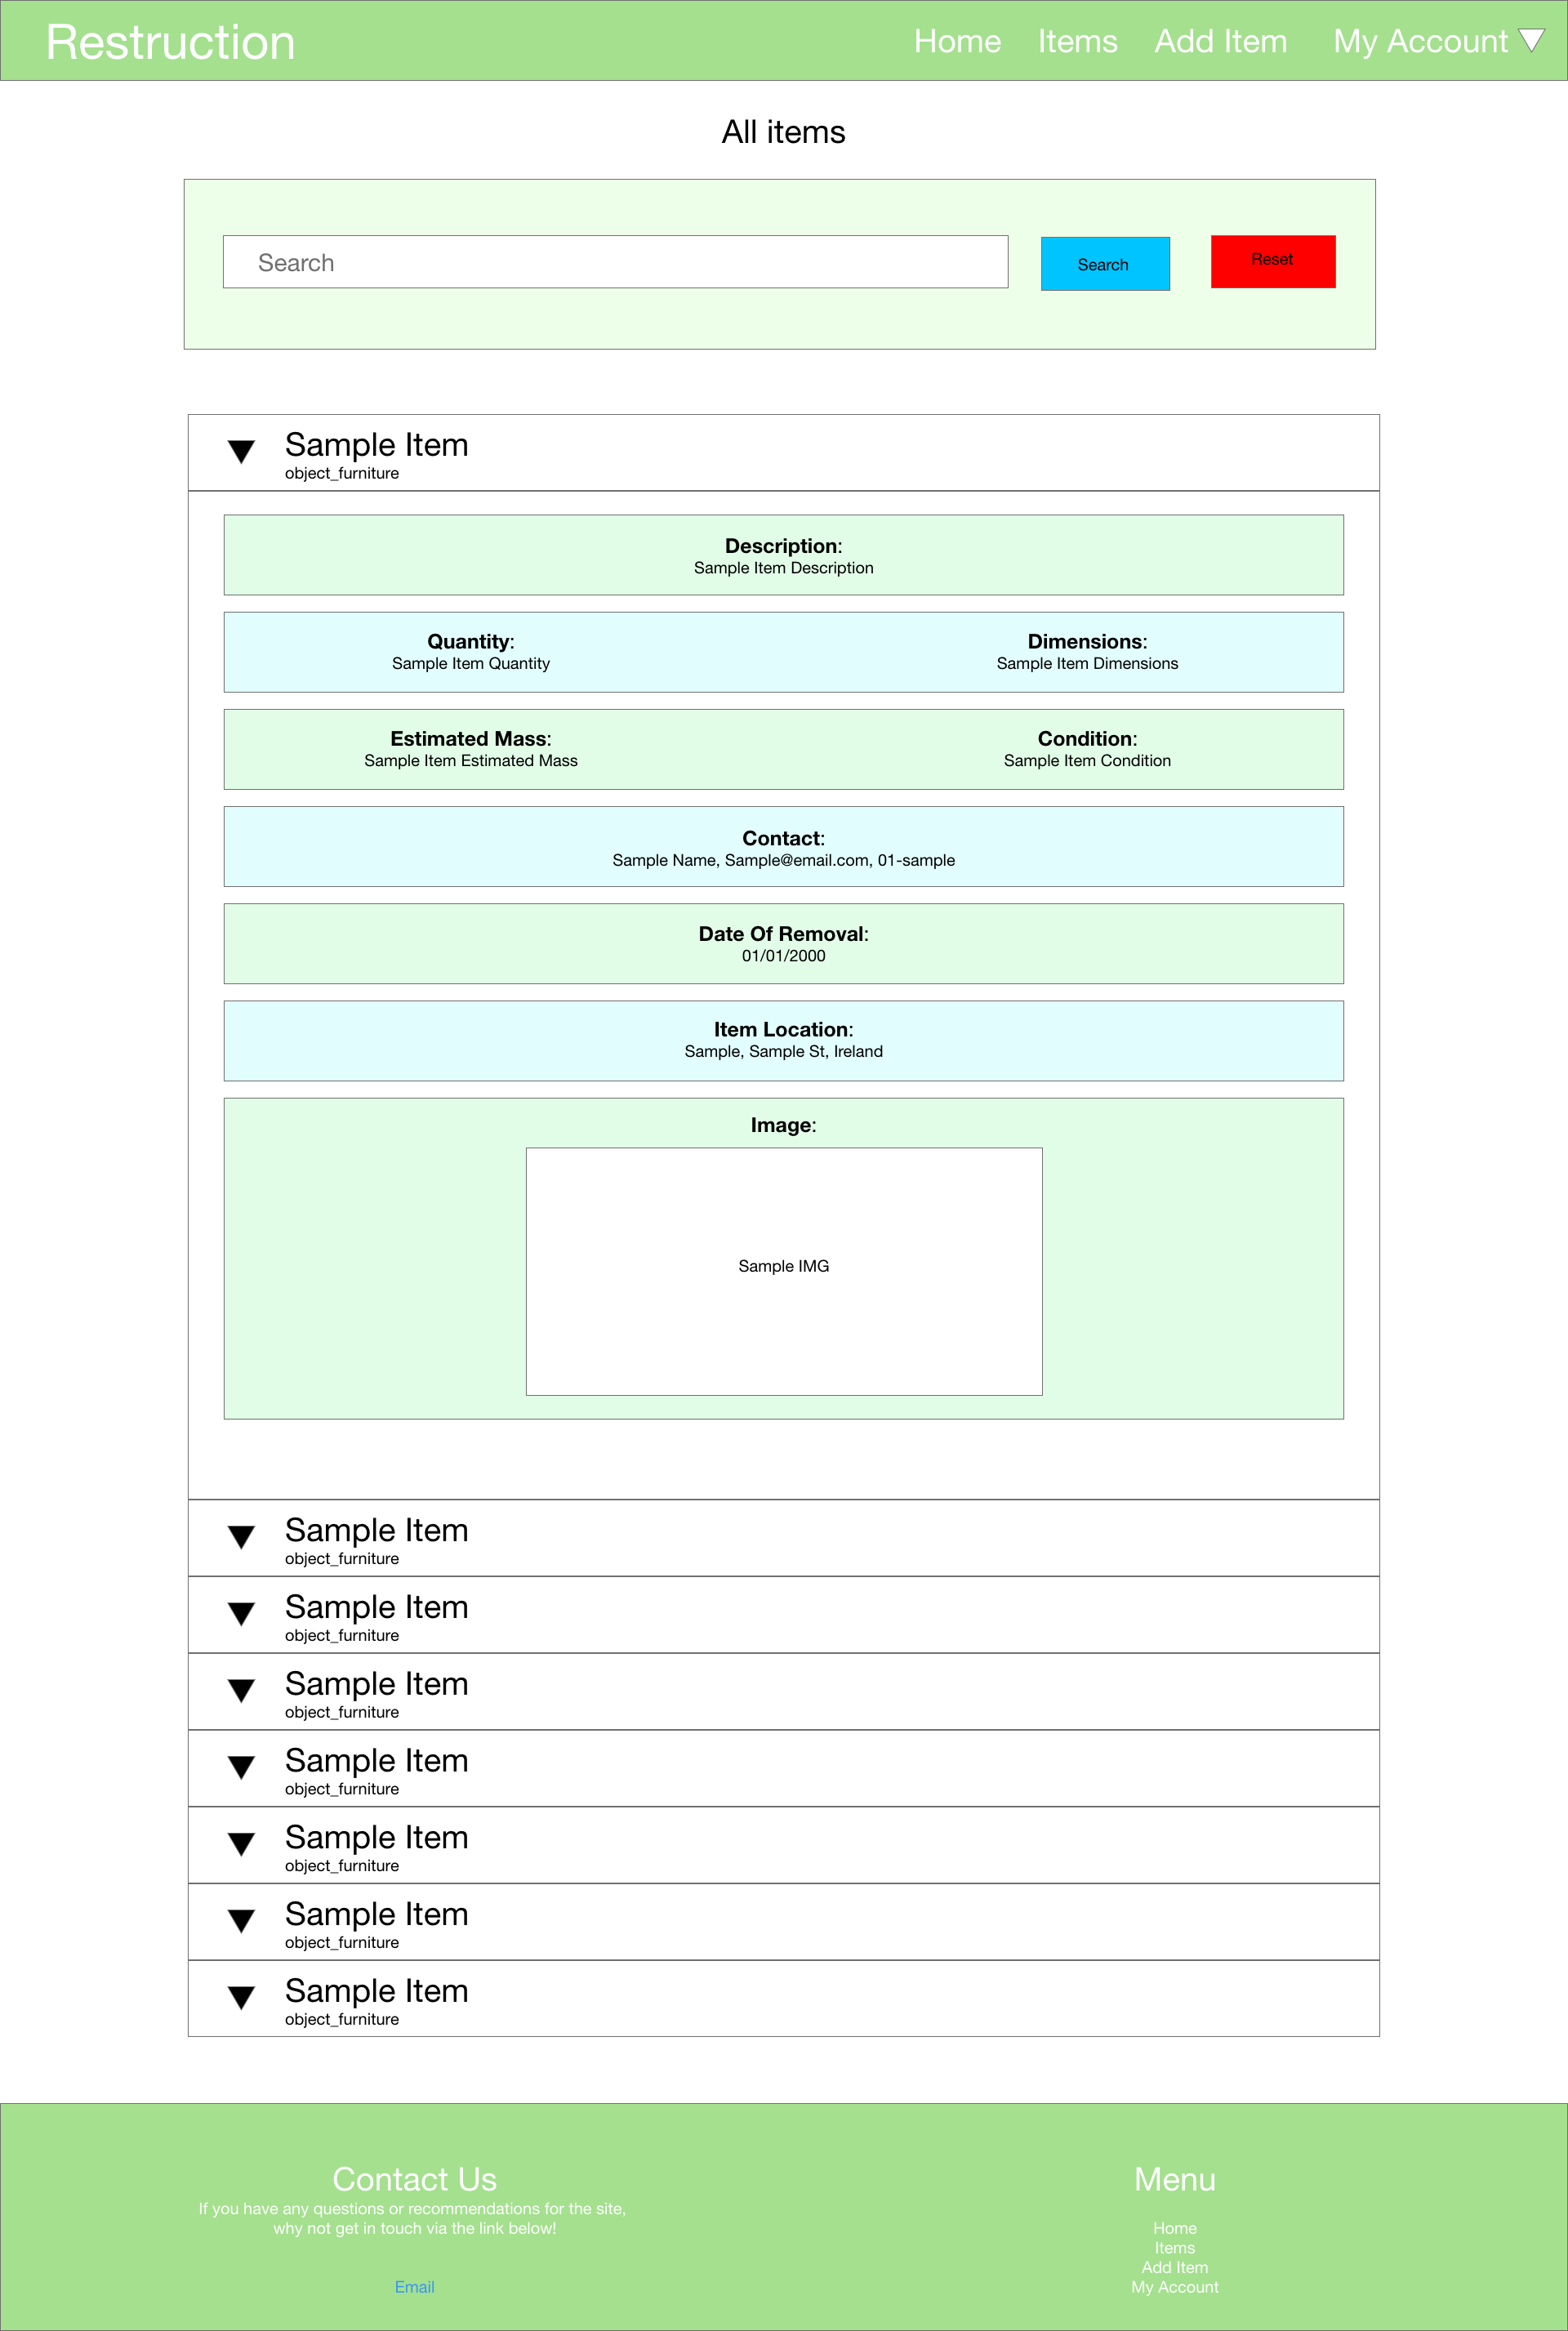 Restruction
Home Items Add Item My Account
All items
Search
Search
Reset
Sample Item
object_furniture
Description:
Sample Item Description
Quantity:
Sample Item Quantity
Dimensions:
Sample Item Dimensions
Estimated Mass:
Sample Item Estimated Mass
Condition:
Sample Item Condition
Contact:
Sample Name, Sample@email.com, 01-sample
Date Of Removal:
01/01/2000
Item Location:
Sample, Sample St, Ireland
Image:
Sample IMG
Sample Item
object_furniture
Sample Item
object_furniture
Sample Item
object_furniture
Sample Item
object_furniture
Sample Item
object_furniture
Sample Item
object_furniture
Sample Item
object_furniture
Contact Us
If you have any questions or recommendations for the site,
why not get in touch via the link below!
Email
Menu
Home
Items
Add Item
My Account